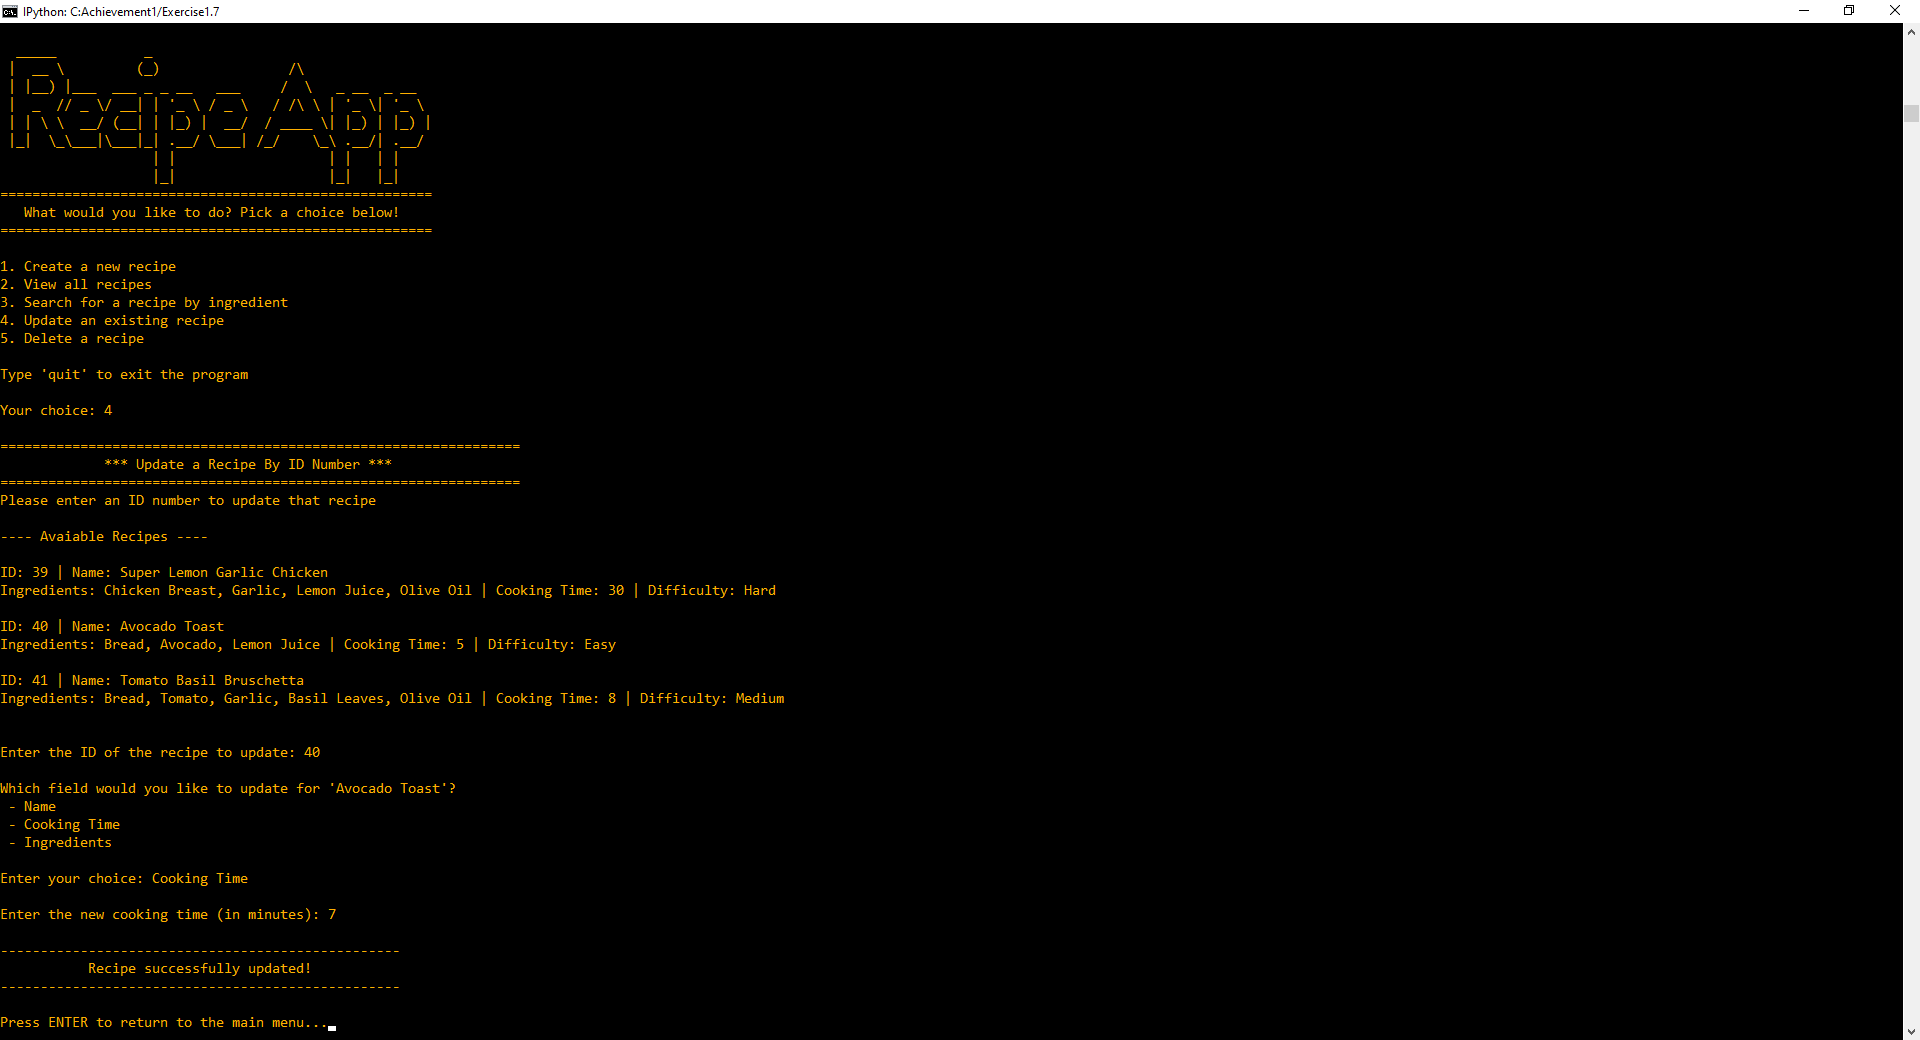 IPython: C:Achievement1/Exercise1.7
Recipe App
======================================================
What would you like to do? Pick a choice below!
======================================================
1. Create a new recipe
2. View all recipes
3. Search for a recipe by ingredient
4. Update an existing recipe
5. Delete a recipe
Type 'quit' to exit the program
Your choice: 4
=================================================================
*** Update a Recipe By ID Number ***
=================================================================
Please enter an ID number to update that recipe
---- Avaiable Recipes ----
ID: 39 | Name: Super Lemon Garlic Chicken
Ingredients: Chicken Breast, Garlic, Lemon Juice, Olive Oil | Cooking Time: 30 | Difficulty: Hard
ID: 40 | Name: Avocado Toast
Ingredients: Bread, Avocado, Lemon Juice | Cooking Time: 5 | Difficulty: Easy
ID: 41 | Name: Tomato Basil Bruschetta
Ingredients: Bread, Tomato, Garlic, Basil Leaves, Olive Oil | Cooking Time: 8 | Difficulty: Medium
Enter the ID of the recipe to update: 40
Which field would you like to update for 'Avocado Toast'?
- Name
- Cooking Time
- Ingredients
Enter your choice: Cooking Time
Enter the new cooking time (in minutes): 7
--------------------------------------------------
Recipe successfully updated!
--------------------------------------------------
Press ENTER to return to the main menu...